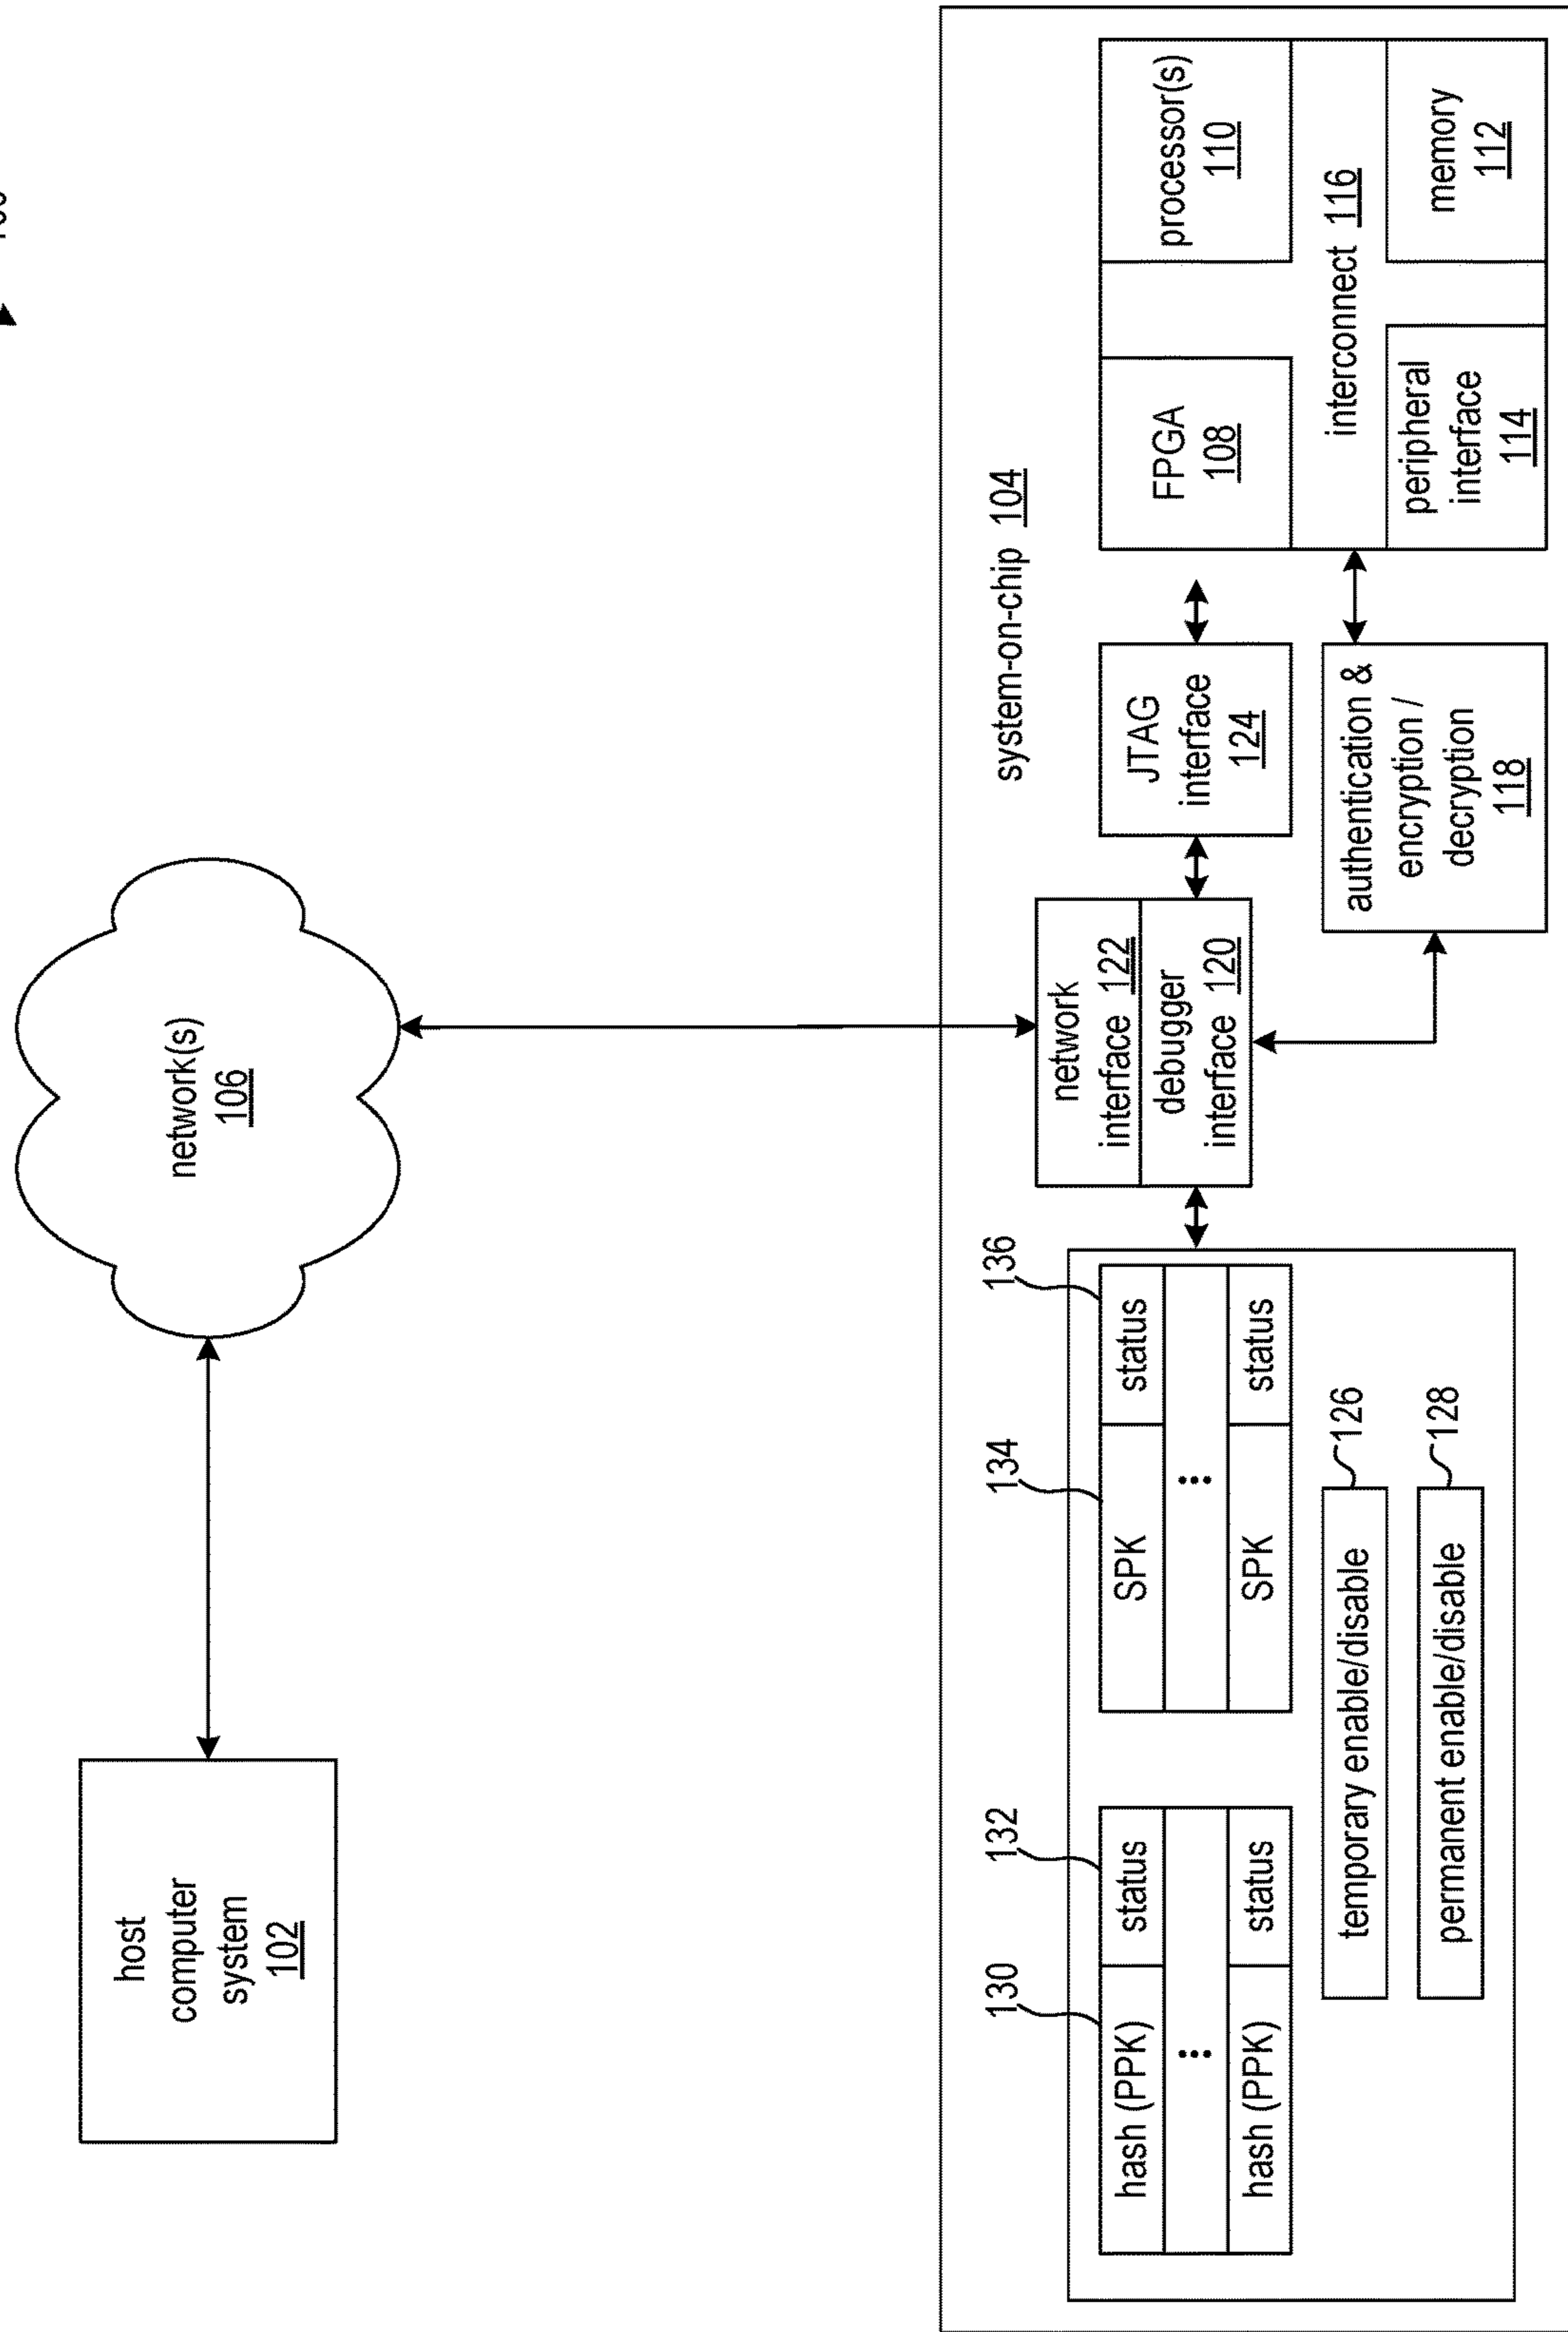 host
computer
system
102
network(s)
106
system-on-chip 104
130
132
134
136
hash (PPK)
status
SPK
status
⋮
⋮
hash (PPK)
status
SPK
status
temporary enable/disable
126
permanent enable/disable
128
network
interface 122
debugger
interface 120
JTAG
interface
124
authentication &
encryption /
decryption
118
FPGA
108
processor(s)
110
interconnect 116
peripheral
interface
114
memory
112